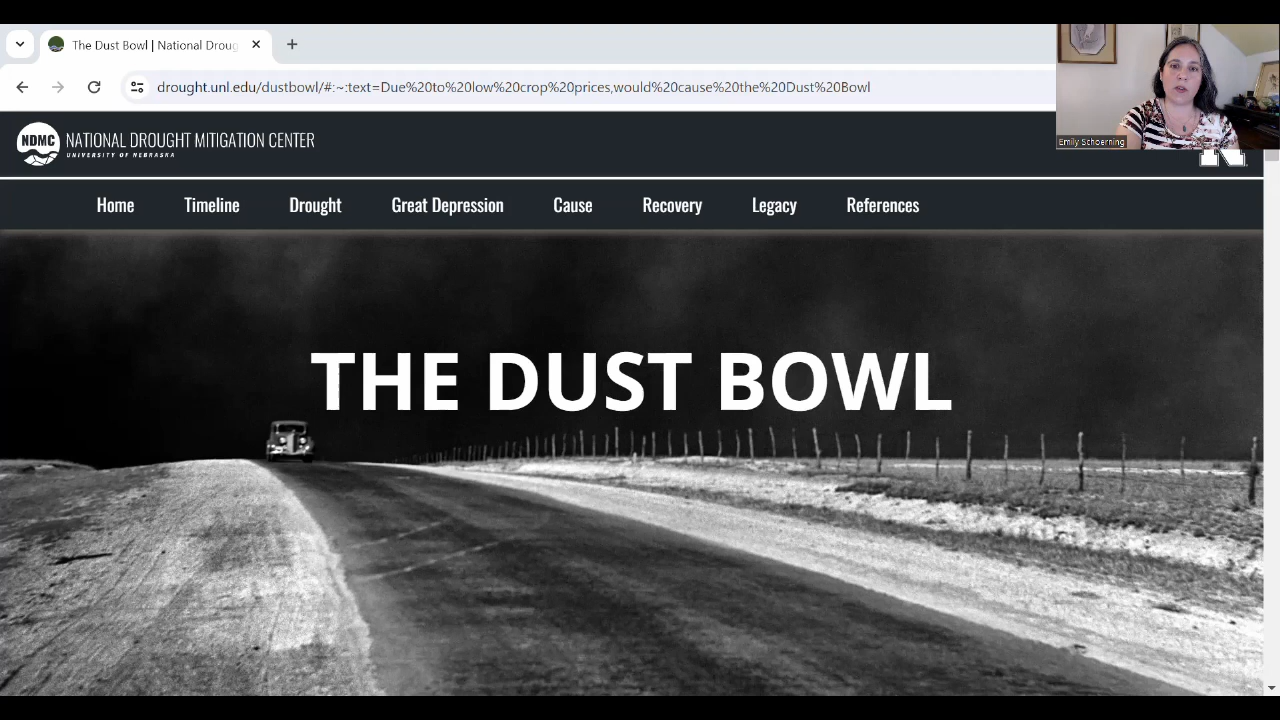 The Dust Bowl | National Droug
drought.unl.edu/dustbowl/#:~:text=Due%20to%20low%20crop%20prices,would%20cause%20the%20Dust%20Bowl
Emily Schoerning
NDMC NATIONAL DROUGHT MITIGATION CENTER
UNIVERSITY OF NEBRASKA
Home Timeline Drought Great Depression Cause Recovery Legacy References
THE DUST BOWL